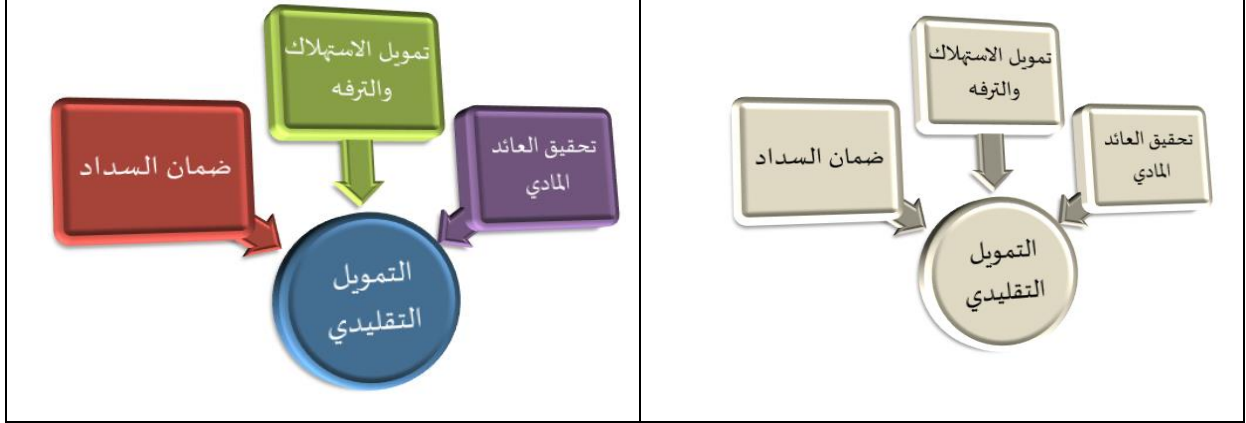 تمويل الاستهلاك
والترفه
تحقيق العائد
المادي
ضمان السداد
التمويل
التقليدي
تمويل الاستهلاك
والترفه
تحقيق العائد
المادي
ضمان السداد
التمويل
التقليدي